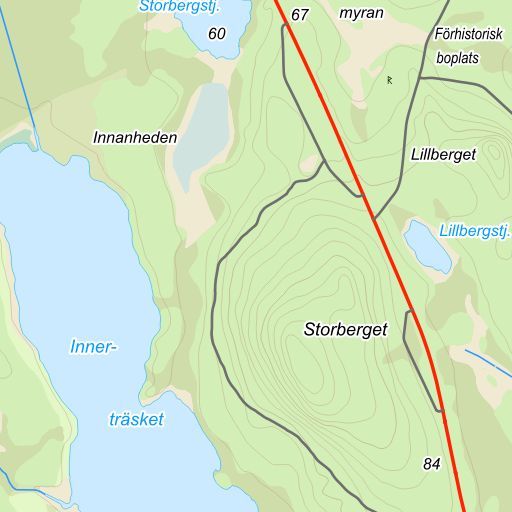 Storbergstj.
67
myran
60
Förhistorisk
boplats
Innanheden
Lillberget
Lillbergstj.
Storberget
Inner-
träsket
84